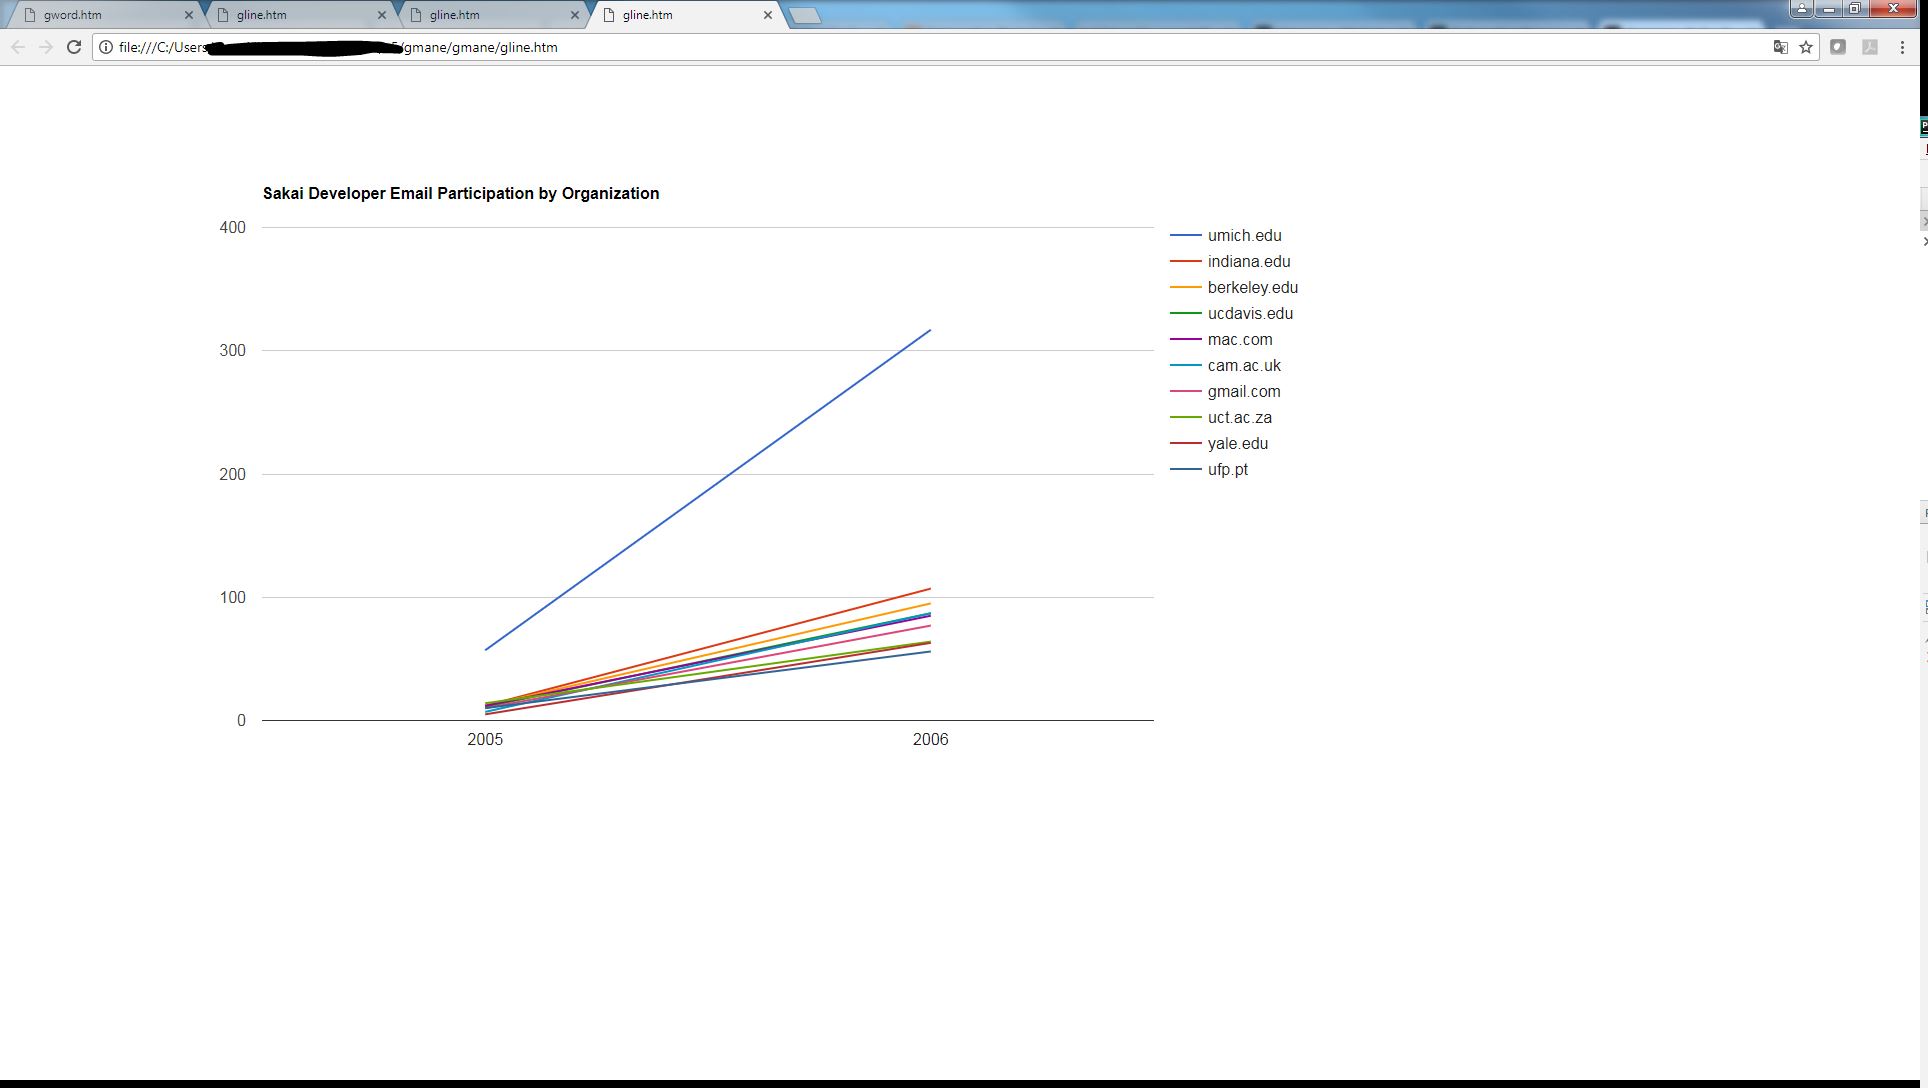 gword.htm
gline.htm
gline.htm
gline.htm
file:///C:/Users
/gmane/gmane/gline.htm
Sakai Developer Email Participation by Organization
400
300
200
100
0
2005
2006
umich.edu
indiana.edu
berkeley.edu
ucdavis.edu
mac.com
cam.ac.uk
gmail.com
uct.ac.za
yale.edu
ufp.pt